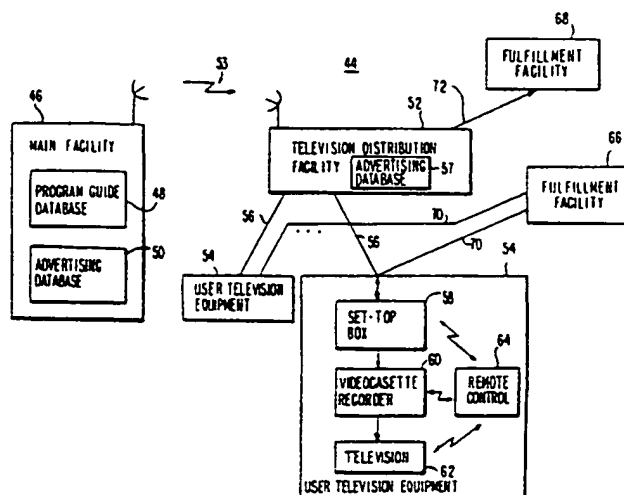 68
53
44
FULFILLMENT
FACILITY
46
72
52
MAIN FACILITY
TELEVISION DISTRIBUTION
FACILITY
ADVERTISING
DATABASE
57
66
PROGRAM GUIDE
DATABASE
48
FULFILLMENT
FACILITY
56
70
...
56
70
ADVERTISING
DATABASE
50
54
54
USER TELEVISION
EQUIPMENT
SET-TOP
BOX
58
64
60
VIDEOCASETTE
RECORDER
REMOTE
CONTROL
TELEVISION
62
USER TELEVISION EQUIPMENT